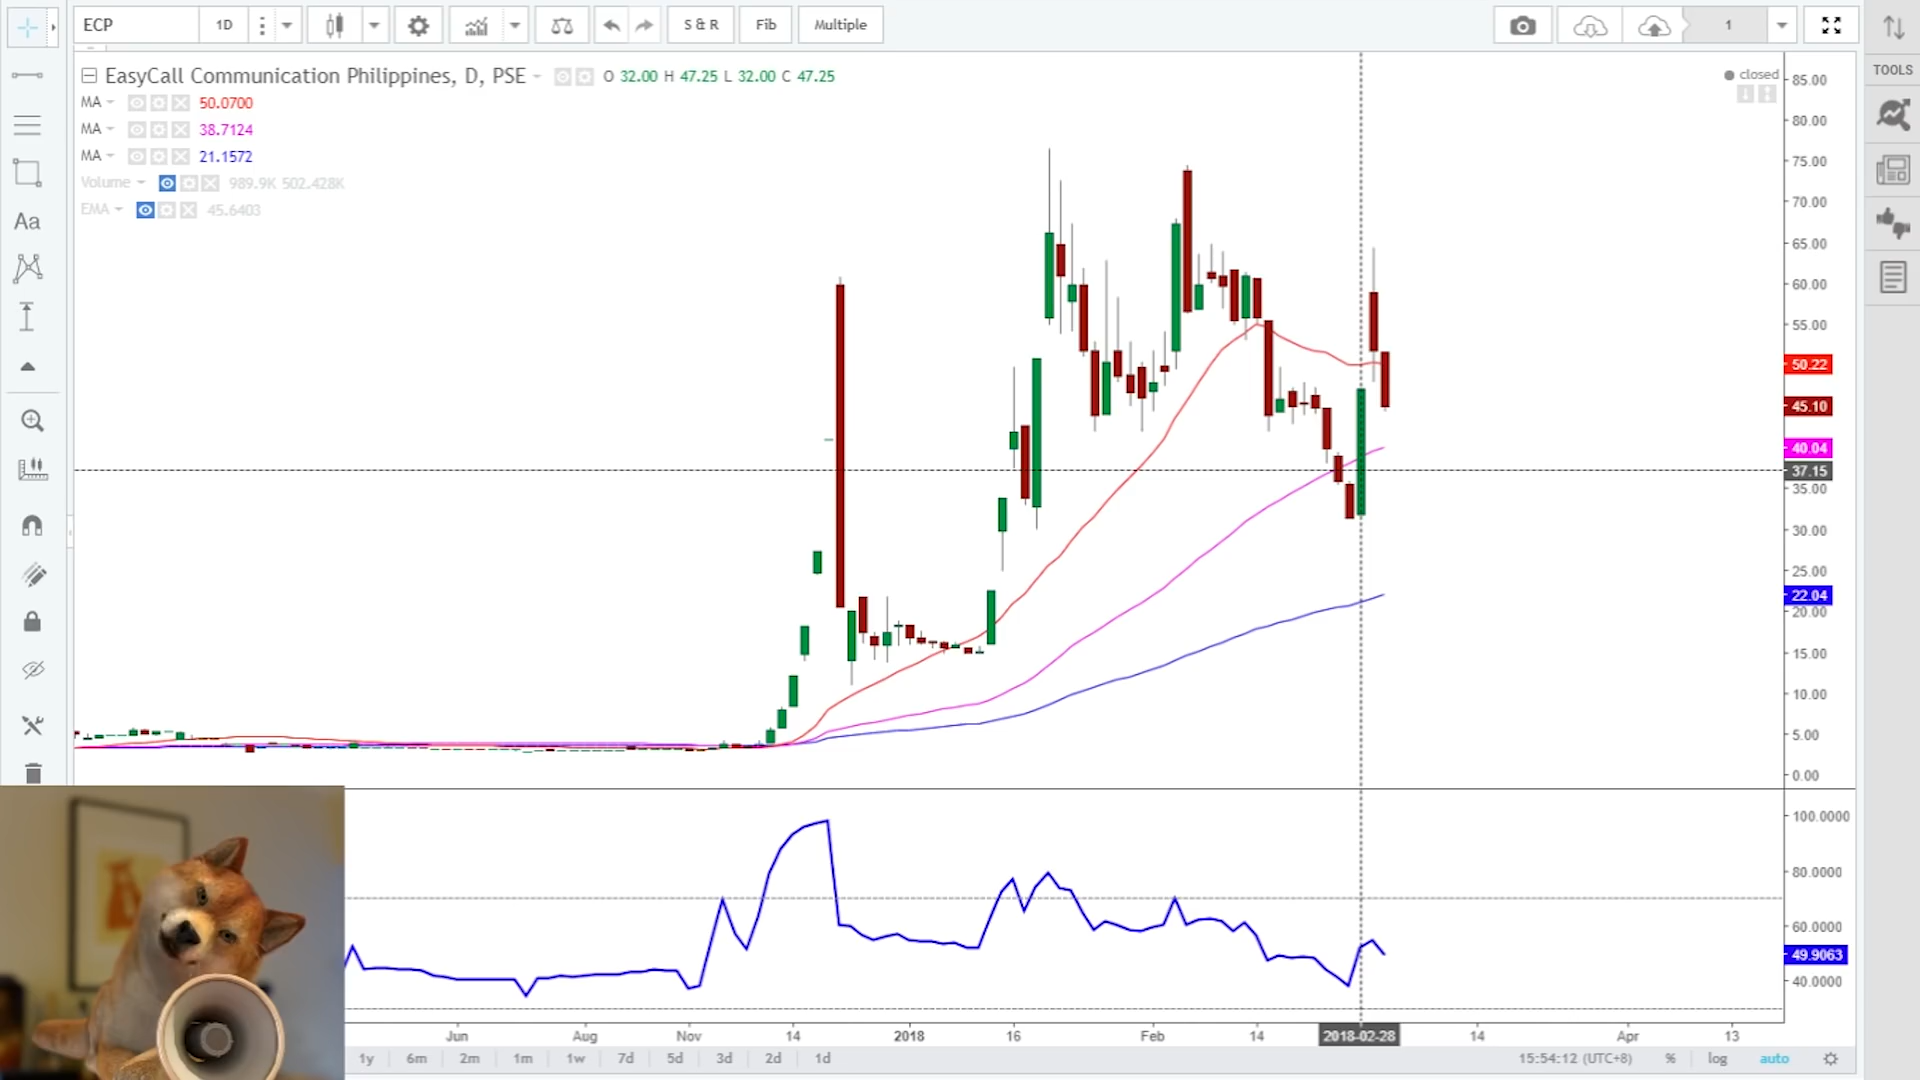 ECP 1D S & R Fib Multiple 1
EasyCall Communication Philippines, D, PSE O 32.00 H 47.25 L 32.00 C 47.25
closed
TOOLS
MA 50.0700
MA 38.7124
MA 21.1572
Volume 989.9K 502.428K
EMA 45.6403
Aa
85.00
80.00
75.00
70.00
65.00
60.00
55.00
50.22
45.10
40.04
37.15
35.00
30.00
25.00
22.04
20.00
15.00
10.00
5.00
0.00
100.0000
80.0000
60.0000
49.9063
40.0000
Jun Aug Nov 14 2018 16 Feb 14 2018-02-28 14 Apr 13
1y 6m 2m 1m 1w 7d 5d 3d 2d 1d 15:54:12 (UTC+8) % log auto